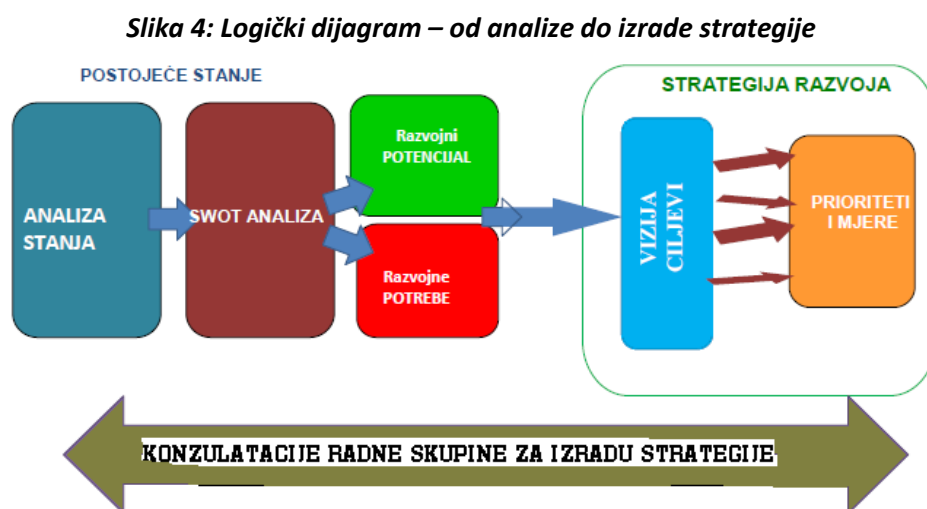 Slika 4: Logički dijagram – od analize do izrade strategije
POSTOJEĆE STANJE
STRATEGIJA RAZVOJA
ANALIZA
STANJA
SWOT ANALIZA
Razvojni
POTENCIJAL
Razvojne
POTREBE
VIZIJA
CILJEVI
PRIORITETI
I MJERE
KONZULATACIJE RADNE SKUPINE ZA IZRADU STRATEGIJE